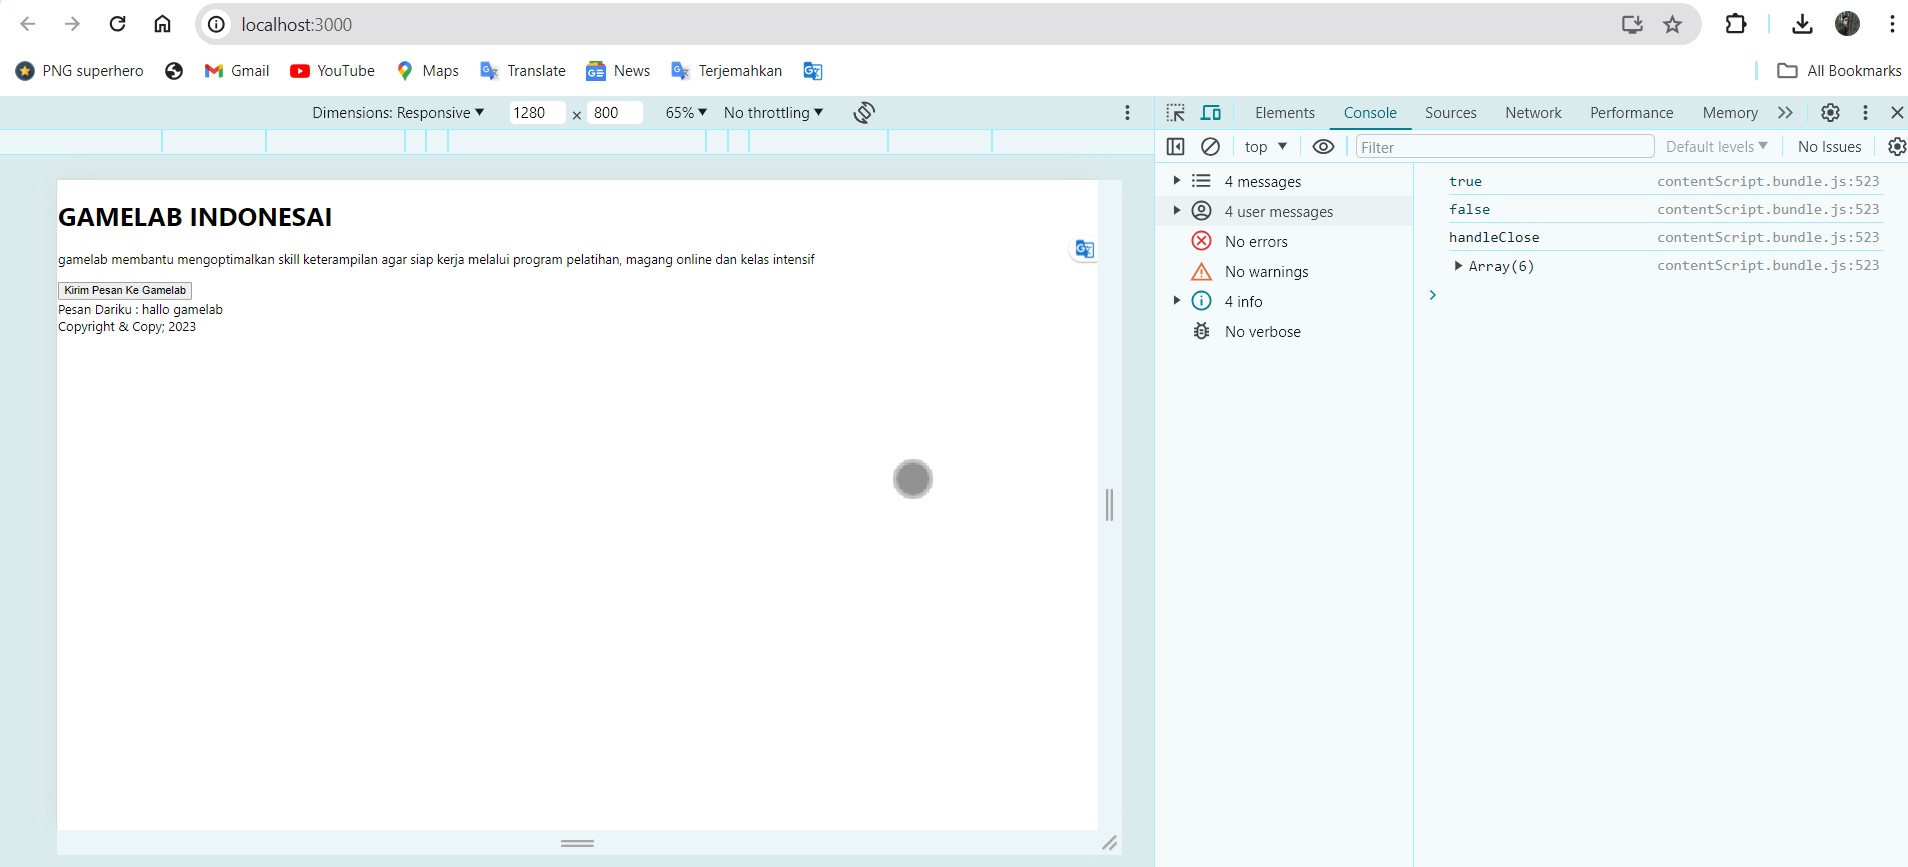 localhost:3000
PNG superhero Gmail YouTube Maps Translate News Terjemahkan All Bookmarks
Dimensions: Responsive 1280 × 800 65% No throttling
Elements Console Sources Network Performance Memory
top Filter Default levels No Issues
GAMELAB INDONESAI
gamelab membantu mengoptimalkan skill keterampilan agar siap kerja melalui program pelatihan, magang online dan kelas intensif
Kirim Pesan Ke Gamelab
Pesan Dariku : hallo gamelab
Copyright & Copy; 2023
4 messages
4 user messages
No errors
No warnings
4 info
No verbose
true contentScript.bundle.js:523
false contentScript.bundle.js:523
handleClose contentScript.bundle.js:523
Array(6) contentScript.bundle.js:523